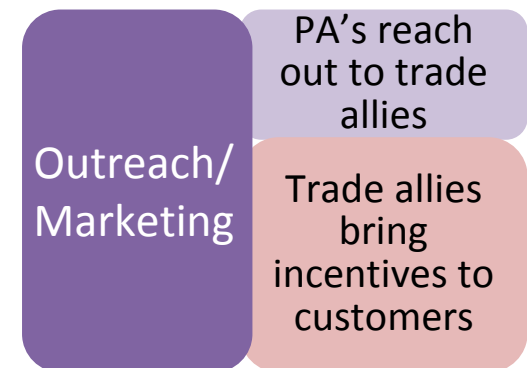 Outreach/
Marketing
PA’s reach
out to trade
allies
Trade allies
bring
incentives to
customers